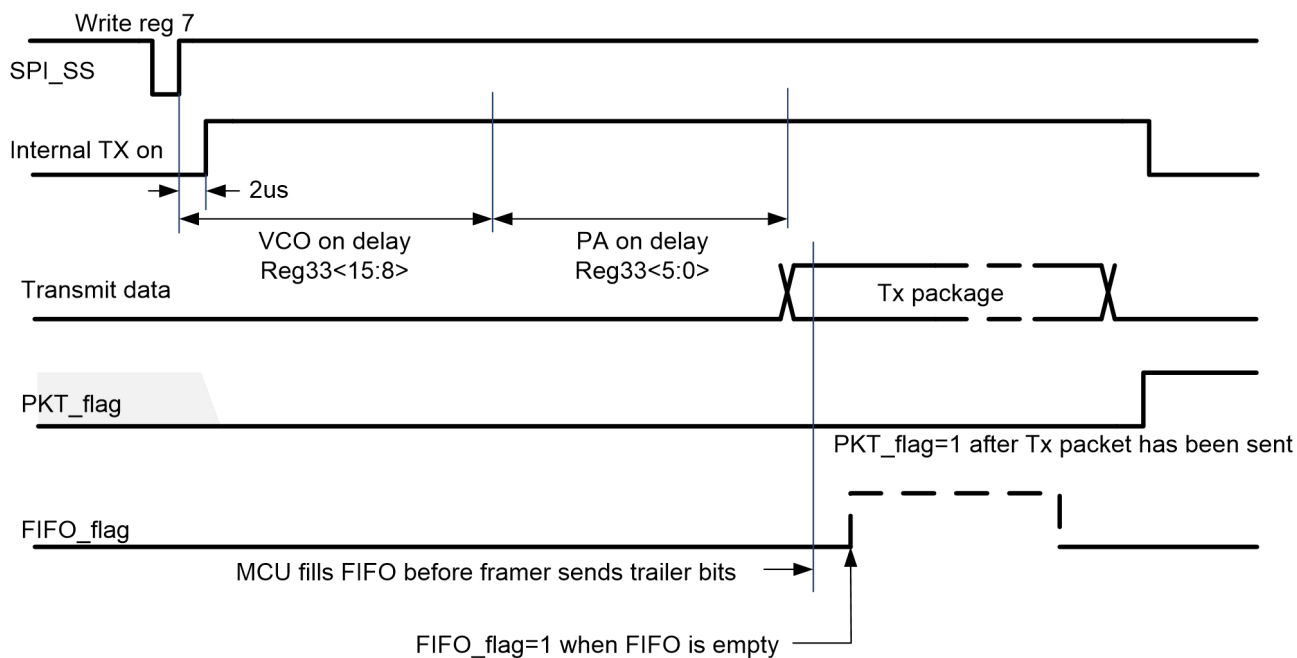 Write reg 7
SPI_SS
Internal TX on
2us
VCO on delay
Reg33<15:8>
PA on delay
Reg33<5:0>
Transmit data
Tx package
PKT_flag
PKT_flag=1 after Tx packet has been sent
FIFO_flag
MCU fills FIFO before framer sends trailer bits
FIFO_flag=1 when FIFO is empty